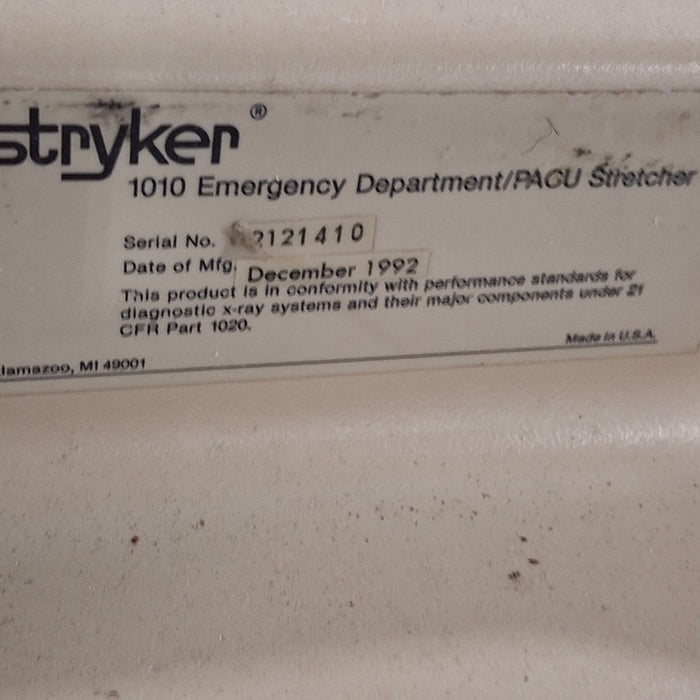 stryker®
1010 Emergency Department/PACU Stretcher
Serial No. 2121410
Date of Mfg. December 1992
This product is in conformity with performance standards for
diagnostic x-ray systems and their major components under 21
CFR Part 1020.
Made in U.S.A.
lamazoo, MI 49001